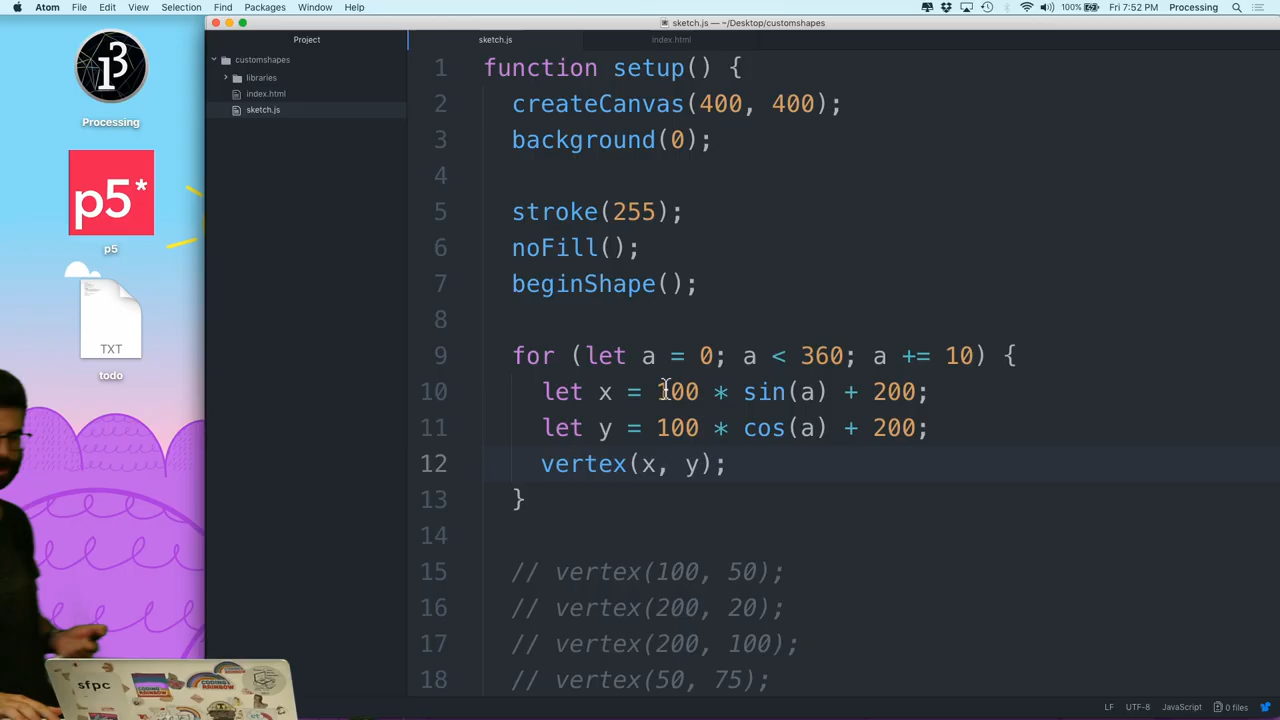 Atom File Edit View Selection Find Packages Window Help 100% Fri 7:52 PM Processing
sketch.js — ~/Desktop/customshapes
Project
sketch.js index.html
customshapes
libraries
index.html
sketch.js
Processing
p5*
p5
TXT
todo
1 function setup() {
2 createCanvas(400, 400);
3 background(0);
4
5 stroke(255);
6 noFill();
7 beginShape();
8
9 for (let a = 0; a < 360; a += 10) {
10 let x = 100 * sin(a) + 200;
11 let y = 100 * cos(a) + 200;
12 vertex(x, y);
13 }
14
15 // vertex(100, 50);
16 // vertex(200, 20);
17 // vertex(200, 100);
18 // vertex(50, 75);
sfpc
CODING RAINBOW
LF UTF-8 JavaScript 0 files